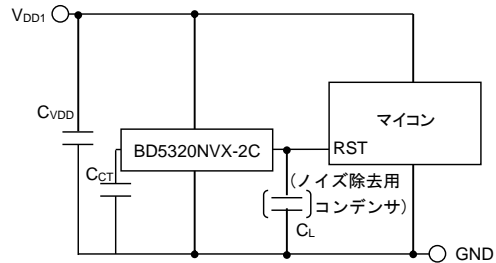 VDD1
CVDD
マイコン
BD5320NVX-2C
RST
CCT
(ノイズ除去用
コンデンサ)
CL
GND